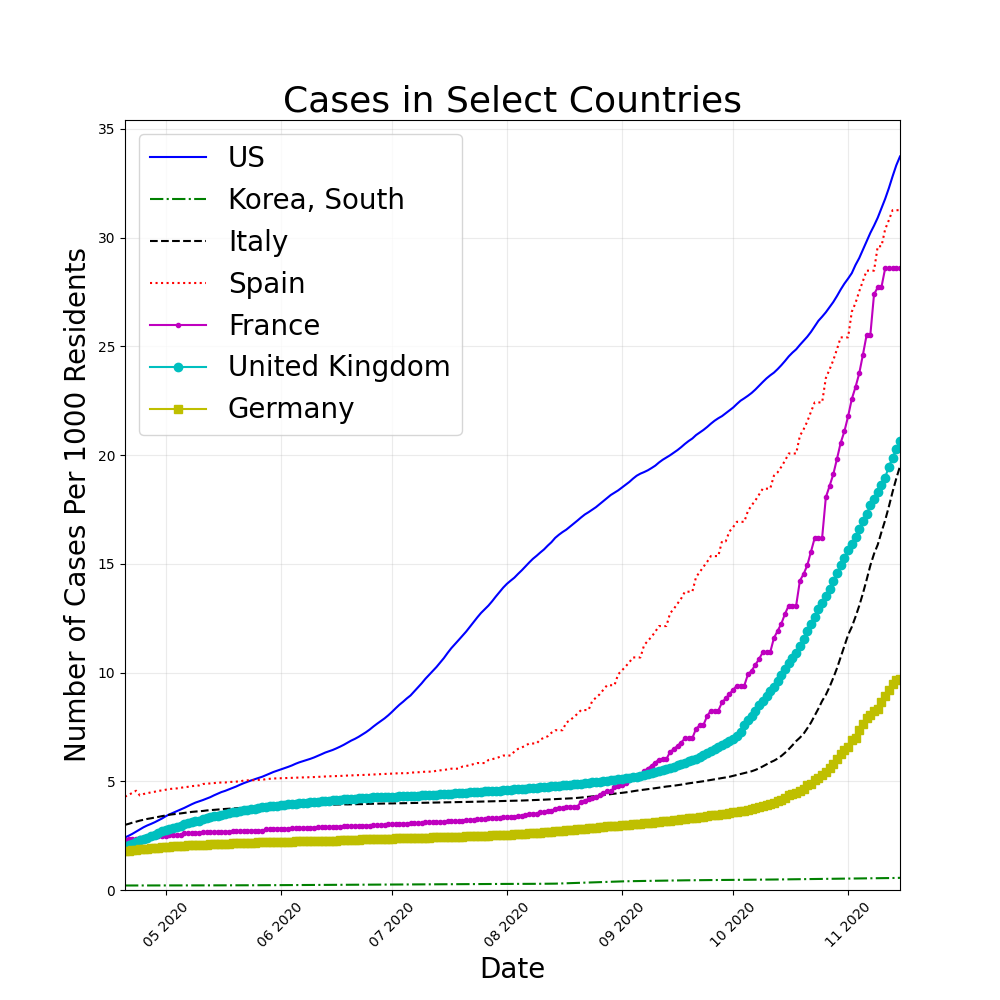 Cases in Select Countries
US
Korea, South
Italy
Spain
France
United Kingdom
Germany
Number of Cases Per 1000 Residents
35
30
25
20
15
10
5
0
05 2020
06 2020
07 2020
08 2020
09 2020
10 2020
11 2020
Date